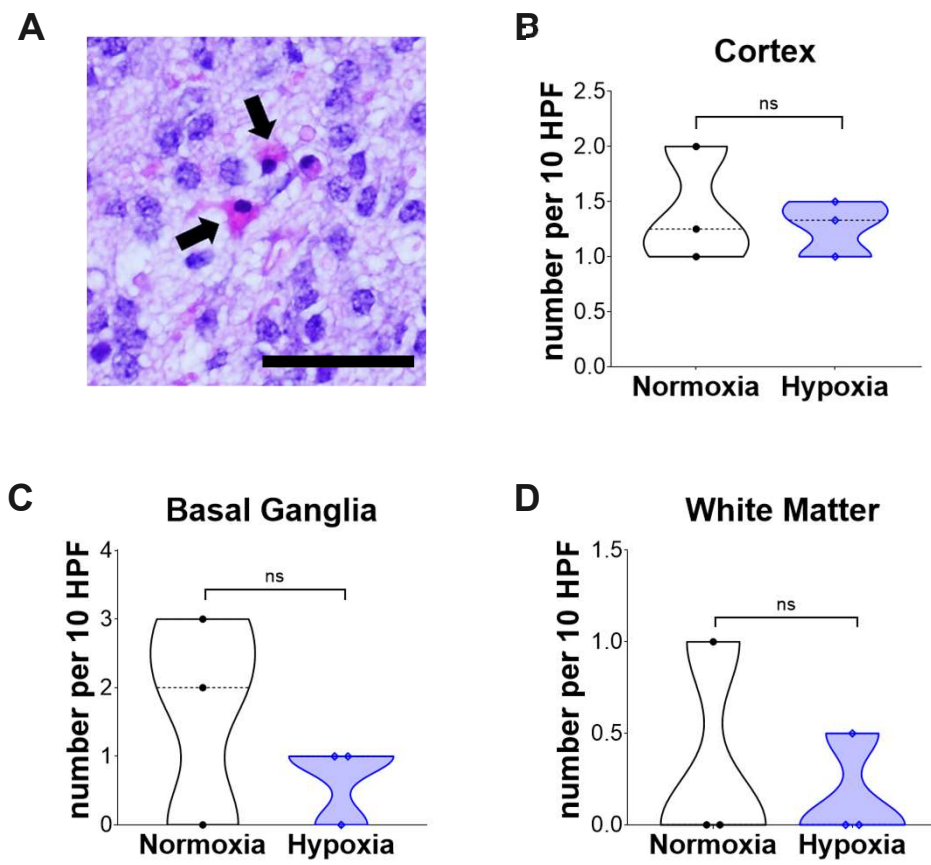 A
B
Cortex
number per 10 HPF
2.5
2.0
1.5
1.0
0.5
0.0
ns
Normoxia Hypoxia
C
Basal Ganglia
number per 10 HPF
4
3
2
1
0
ns
Normoxia Hypoxia
D
White Matter
number per 10 HPF
1.5
1.0
0.5
0.0
ns
Normoxia Hypoxia